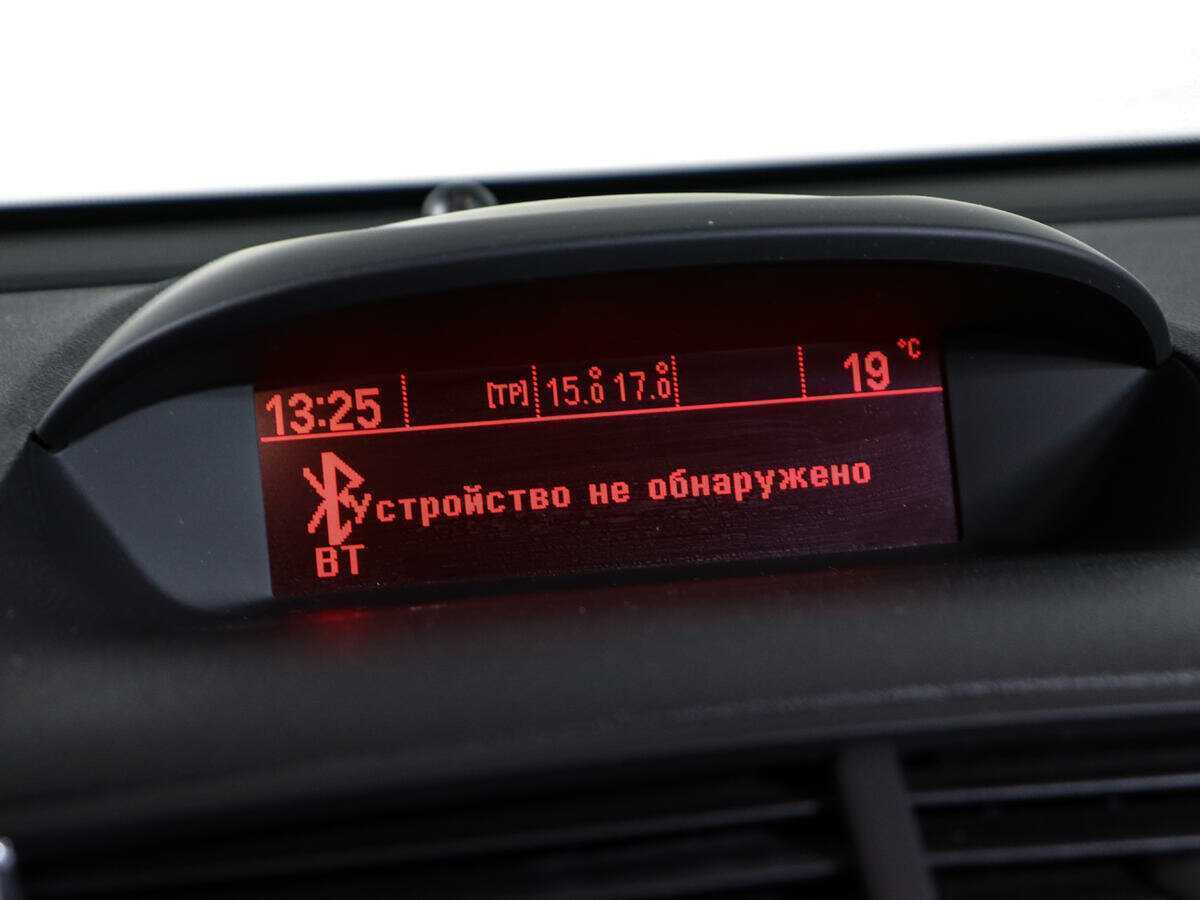 13:25 [TP] 15.0° 17.0° 19 °C
Устройство не обнаружено
BT